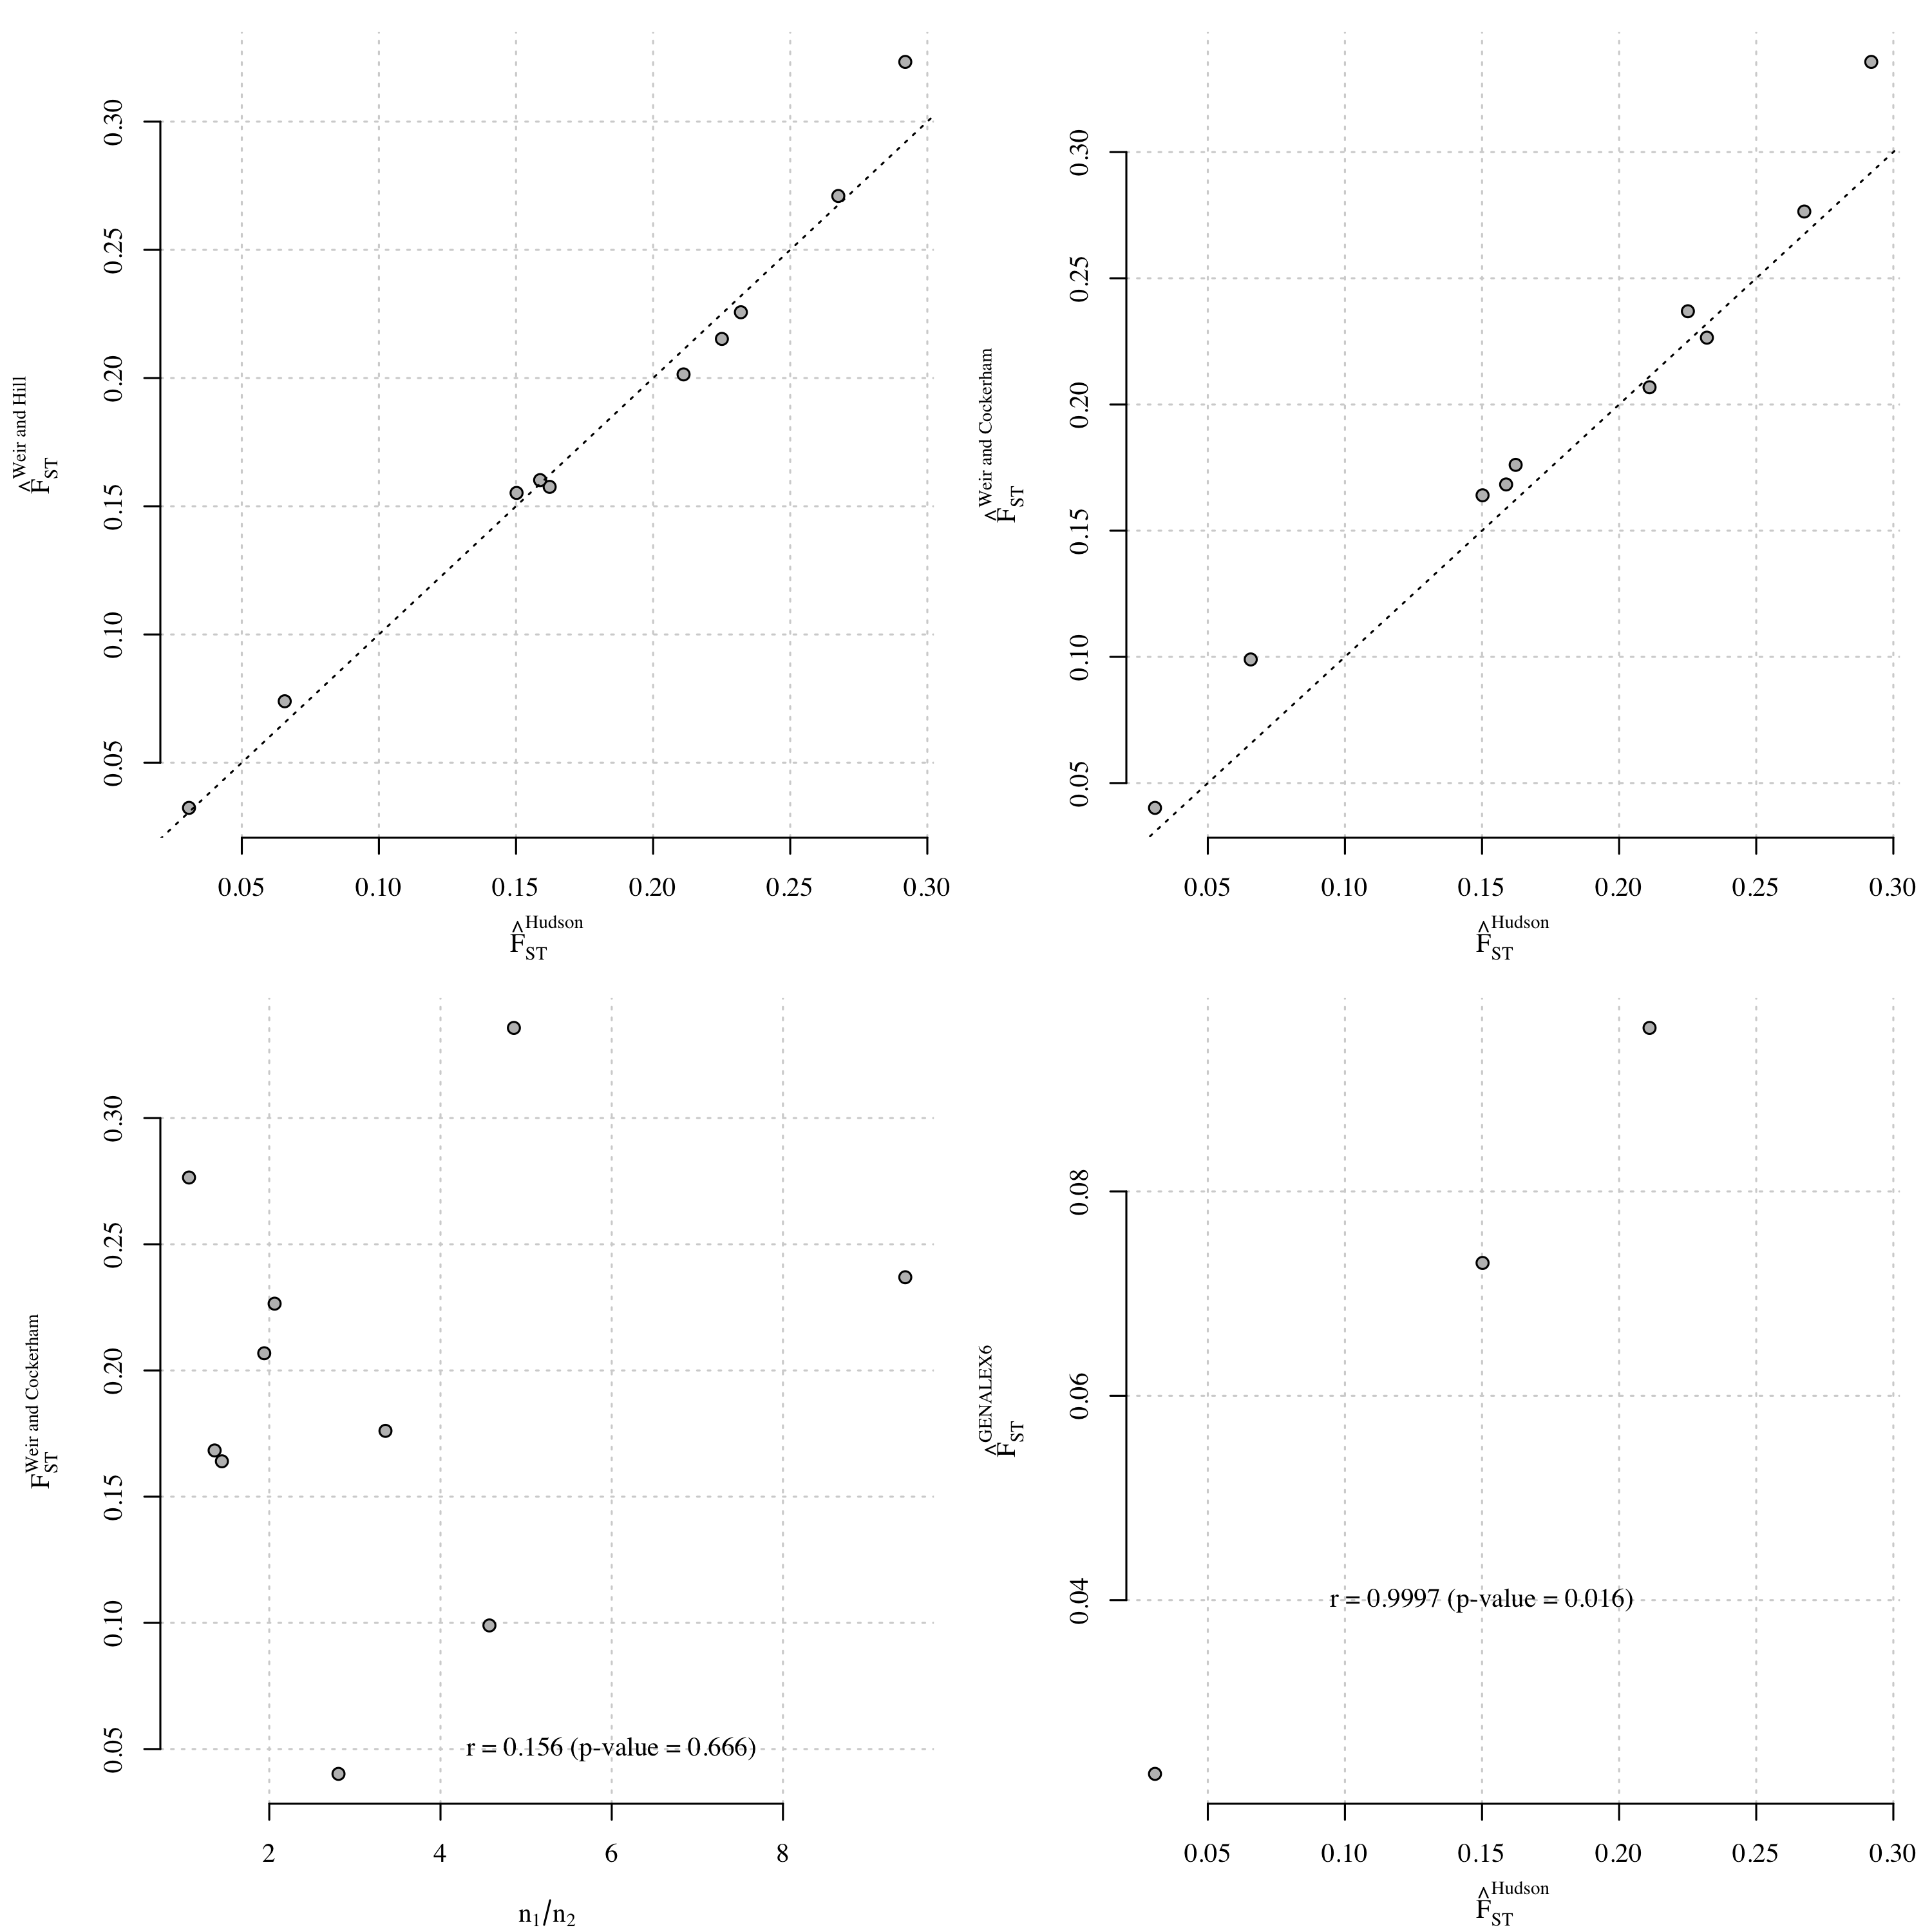 0.30
0.25
0.20
0.15
0.10
0.05
F̂ST Weir and Hill
0.05 0.10 0.15 0.20 0.25 0.30
F̂ST Hudson
0.30
0.25
0.20
0.15
0.10
0.05
F̂ST Weir and Cockerham
0.05 0.10 0.15 0.20 0.25 0.30
F̂ST Hudson
0.30
0.25
0.20
0.15
0.10
0.05
FST Weir and Cockerham
r = 0.156 (p-value = 0.666)
2 4 6 8
n1/n2
0.08
0.06
0.04
F̂ST GENALEX6
r = 0.9997 (p-value = 0.016)
0.05 0.10 0.15 0.20 0.25 0.30
F̂ST Hudson